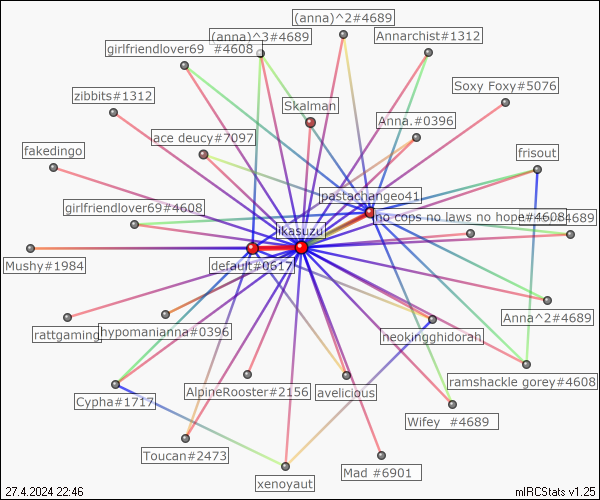 (anna)^2#4689
(anna)^3#4689
Annarchist#1312
girlfriendlover69 #4608
Soxy Foxy#5076
zibbits#1312
Skalman
Anna.#0396
ace deucy#7097
fakedingo
frisout
pastachangeo41
girlfriendlover69#4608
no cops no laws no hope#4608
4689
ikasuzu
Mushy#1984
default#0617
Anna^2#4689
rattgaming
hypomanianna#0396
neokingghidorah
ramshackle gorey#4608
Cypha#1717
AlpineRooster#2156
avelicious
Wifey #4689
Toucan#2473
Mad #6901
xenoyaut
27.4.2024 22:46
mIRCStats v1.25